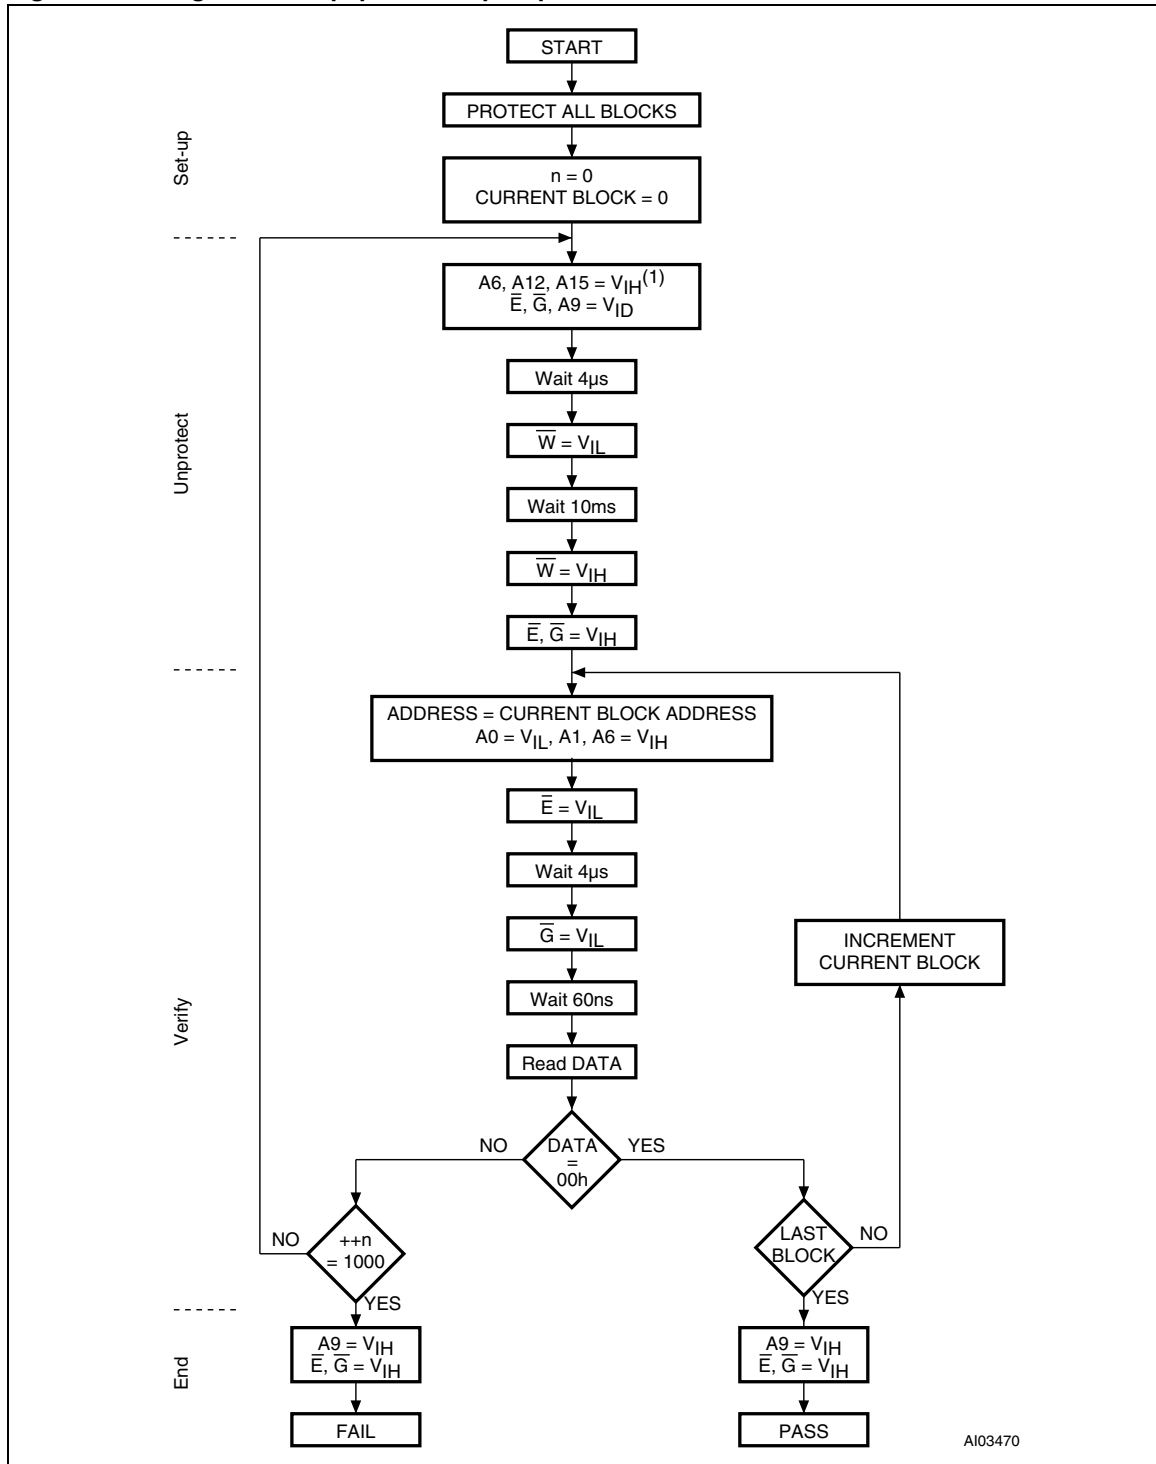 START
PROTECT ALL BLOCKS
Set-up
n = 0
CURRENT BLOCK = 0
A6, A12, A15 = VIH(1)
E̅, G̅, A9 = VID
Wait 4µs
Unprotect
W̅ = VIL
Wait 10ms
W̅ = VIH
E̅, G̅ = VIH
ADDRESS = CURRENT BLOCK ADDRESS
A0 = VIL, A1, A6 = VIH
E̅ = VIL
Wait 4µs
G̅ = VIL
INCREMENT
CURRENT BLOCK
Wait 60ns
Verify
Read DATA
NO
DATA
=
00h
YES
NO
++n
= 1000
YES
LAST
BLOCK
NO
YES
End
A9 = VIH
E̅, G̅ = VIH
FAIL
A9 = VIH
E̅, G̅ = VIH
PASS
AI03470